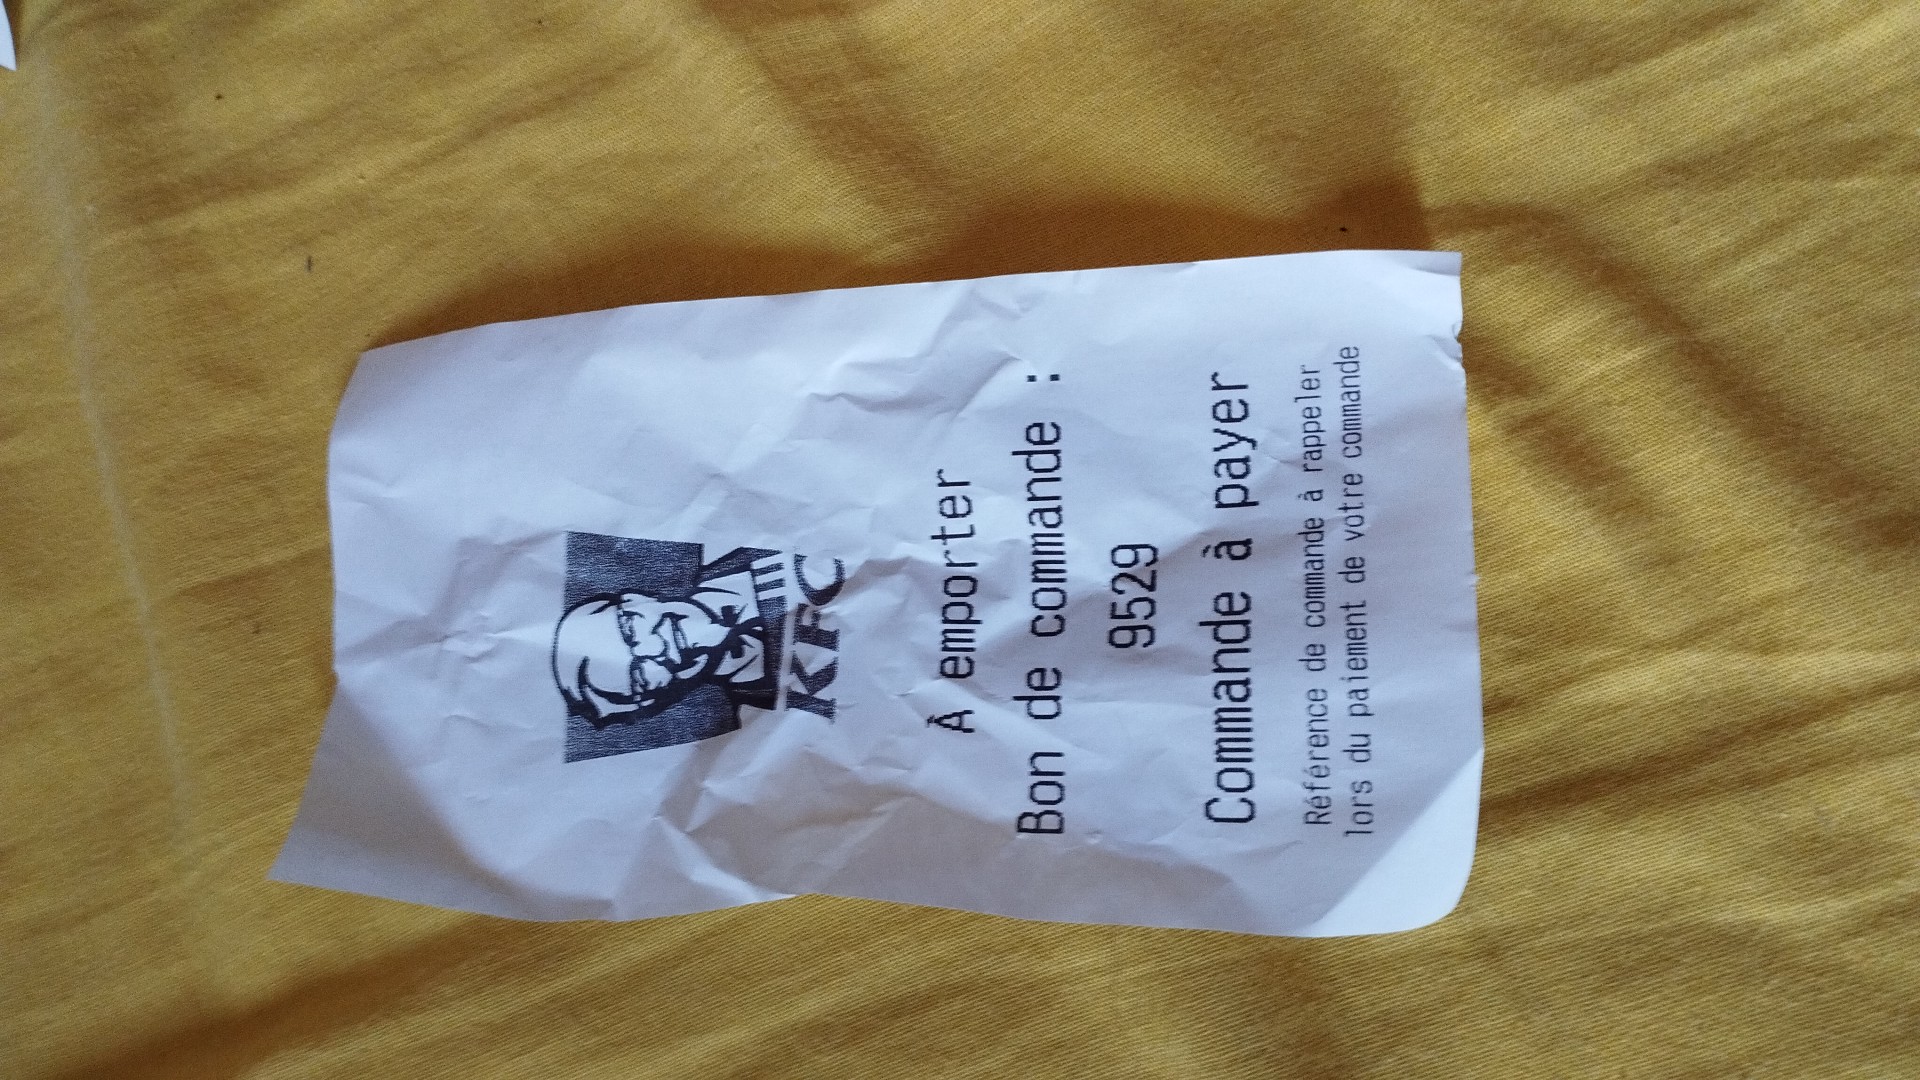 KFC
À emporter
Bon de commande :
9529
Commande à payer
Référence de commande à rappeler
lors du paiement de votre commande